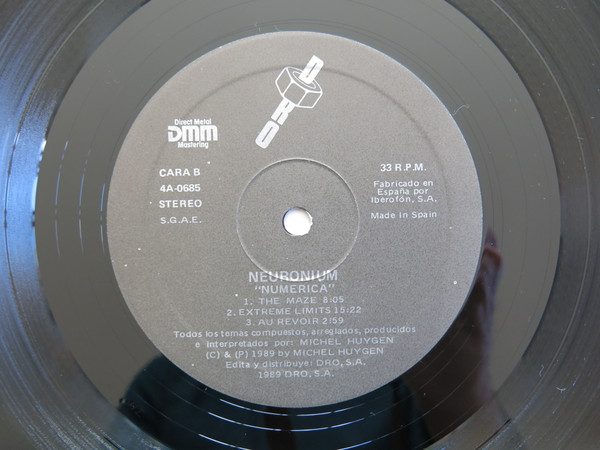 DRO
Direct Metal
DMM
Mastering
CARA B
4A-0685
STEREO
S.G.A.E.
33 R.P.M.
Fabricado en
España por
Iberofón, S.A.
Made In Spain
NEURONIUM
"NUMERICA"
1. THE MAZE 8:05
2. EXTREME LIMITS 15:22
3. AU REVOIR 2:59
Todos los temas compuestos, arreglados, producidos
e Interpretados por: MICHEL HUYGEN
(C) & (P) 1989 by MICHEL HUYGEN
Edita y distribuye: DRO, S.A.
1989 DRO, S.A.